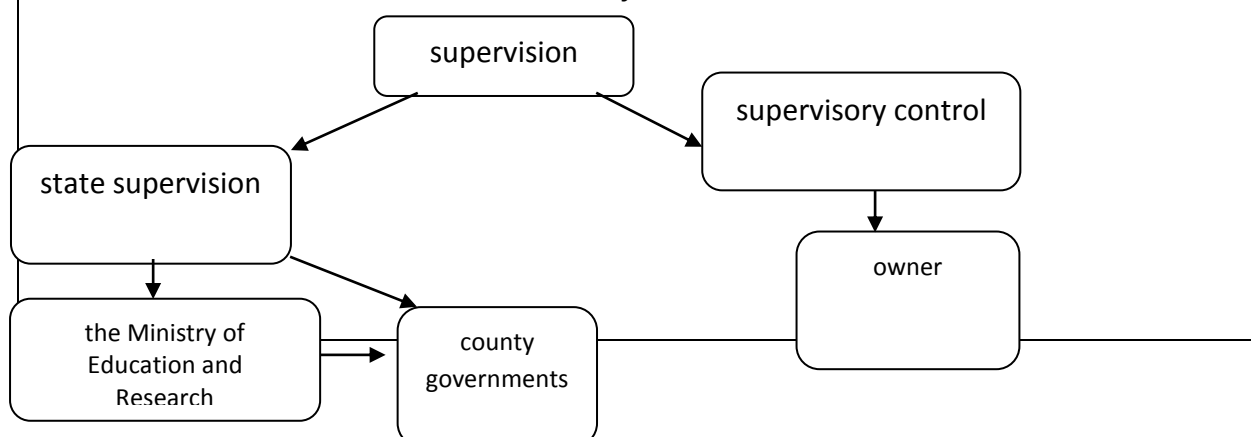 supervision
supervisory control
state supervision
owner
the Ministry of
Education and
Research
county
governments